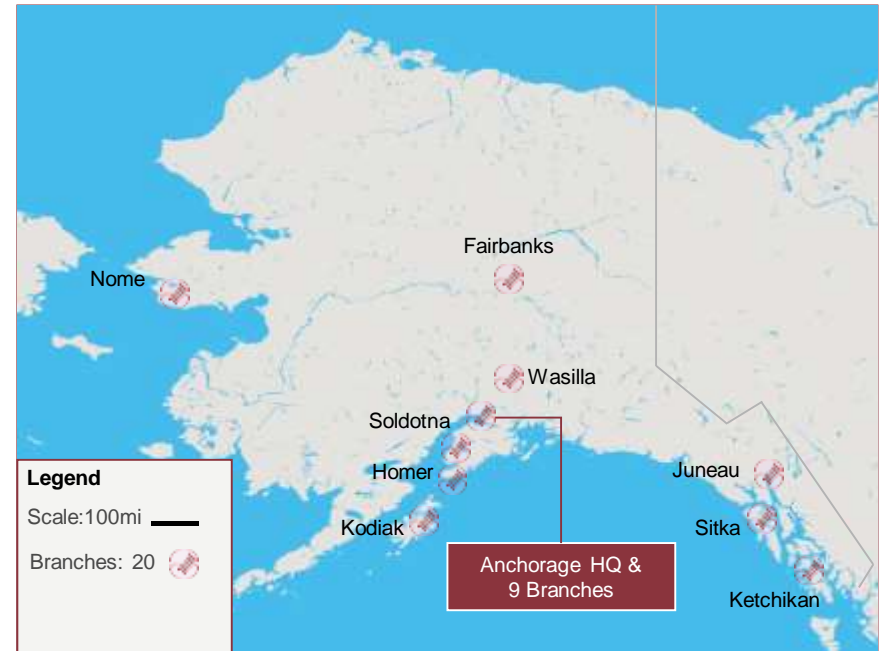 Fairbanks
Nome
Wasilla
Soldotna
Homer
Juneau
Kodiak
Sitka
Ketchikan
Anchorage HQ &
9 Branches
Legend
Scale:100mi
Branches: 20